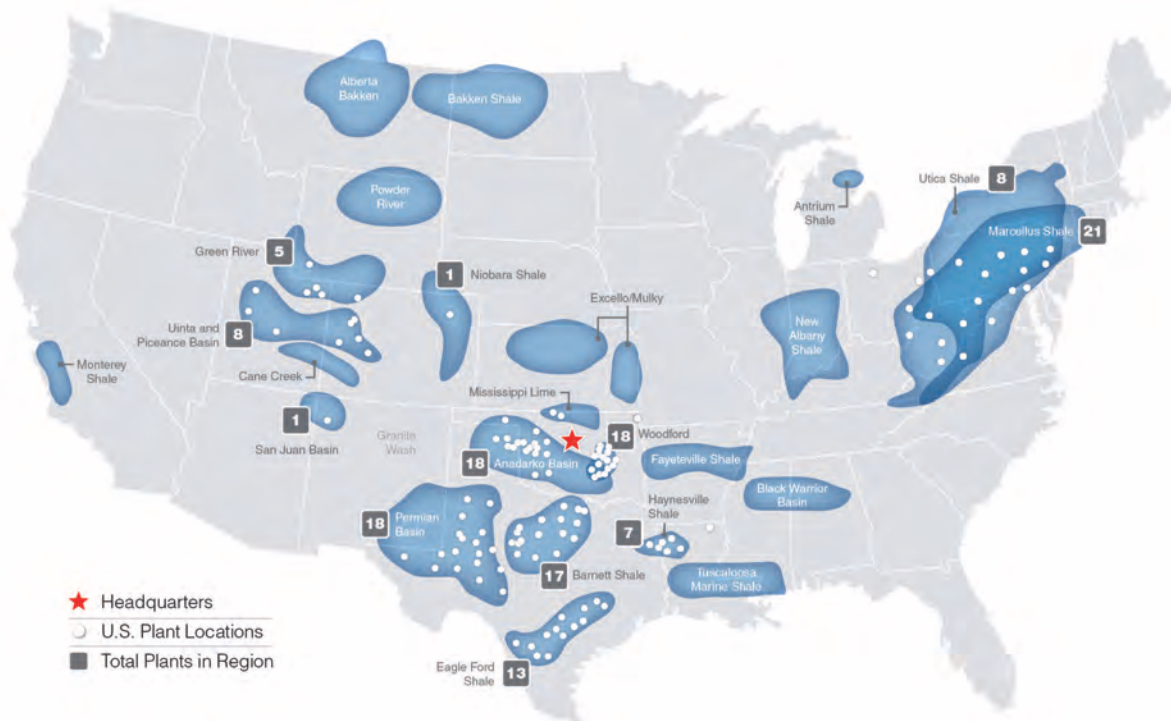 Alberta
Bakken
Bakken Shale
Powder
River
Antrium
Shale
Utica Shale
8
Marcellus Shale
21
Green River
5
1
Niobara Shale
Excello/Mulky
Uinta and
Piceance Basin
8
New
Albany
Shale
Monterey
Shale
Cane Creek
Mississippi Lime
1
San Juan Basin
Granite
Wash
18
Woodford
18
Anadarko Basin
Fayeteville Shale
Black Warrior
Basin
Haynesville
Shale
18
Permian
Basin
7
17
Barnett Shale
Tuscaloosa
Marine Shale
Headquarters
U.S. Plant Locations
Total Plants in Region
Eagle Ford
Shale
13